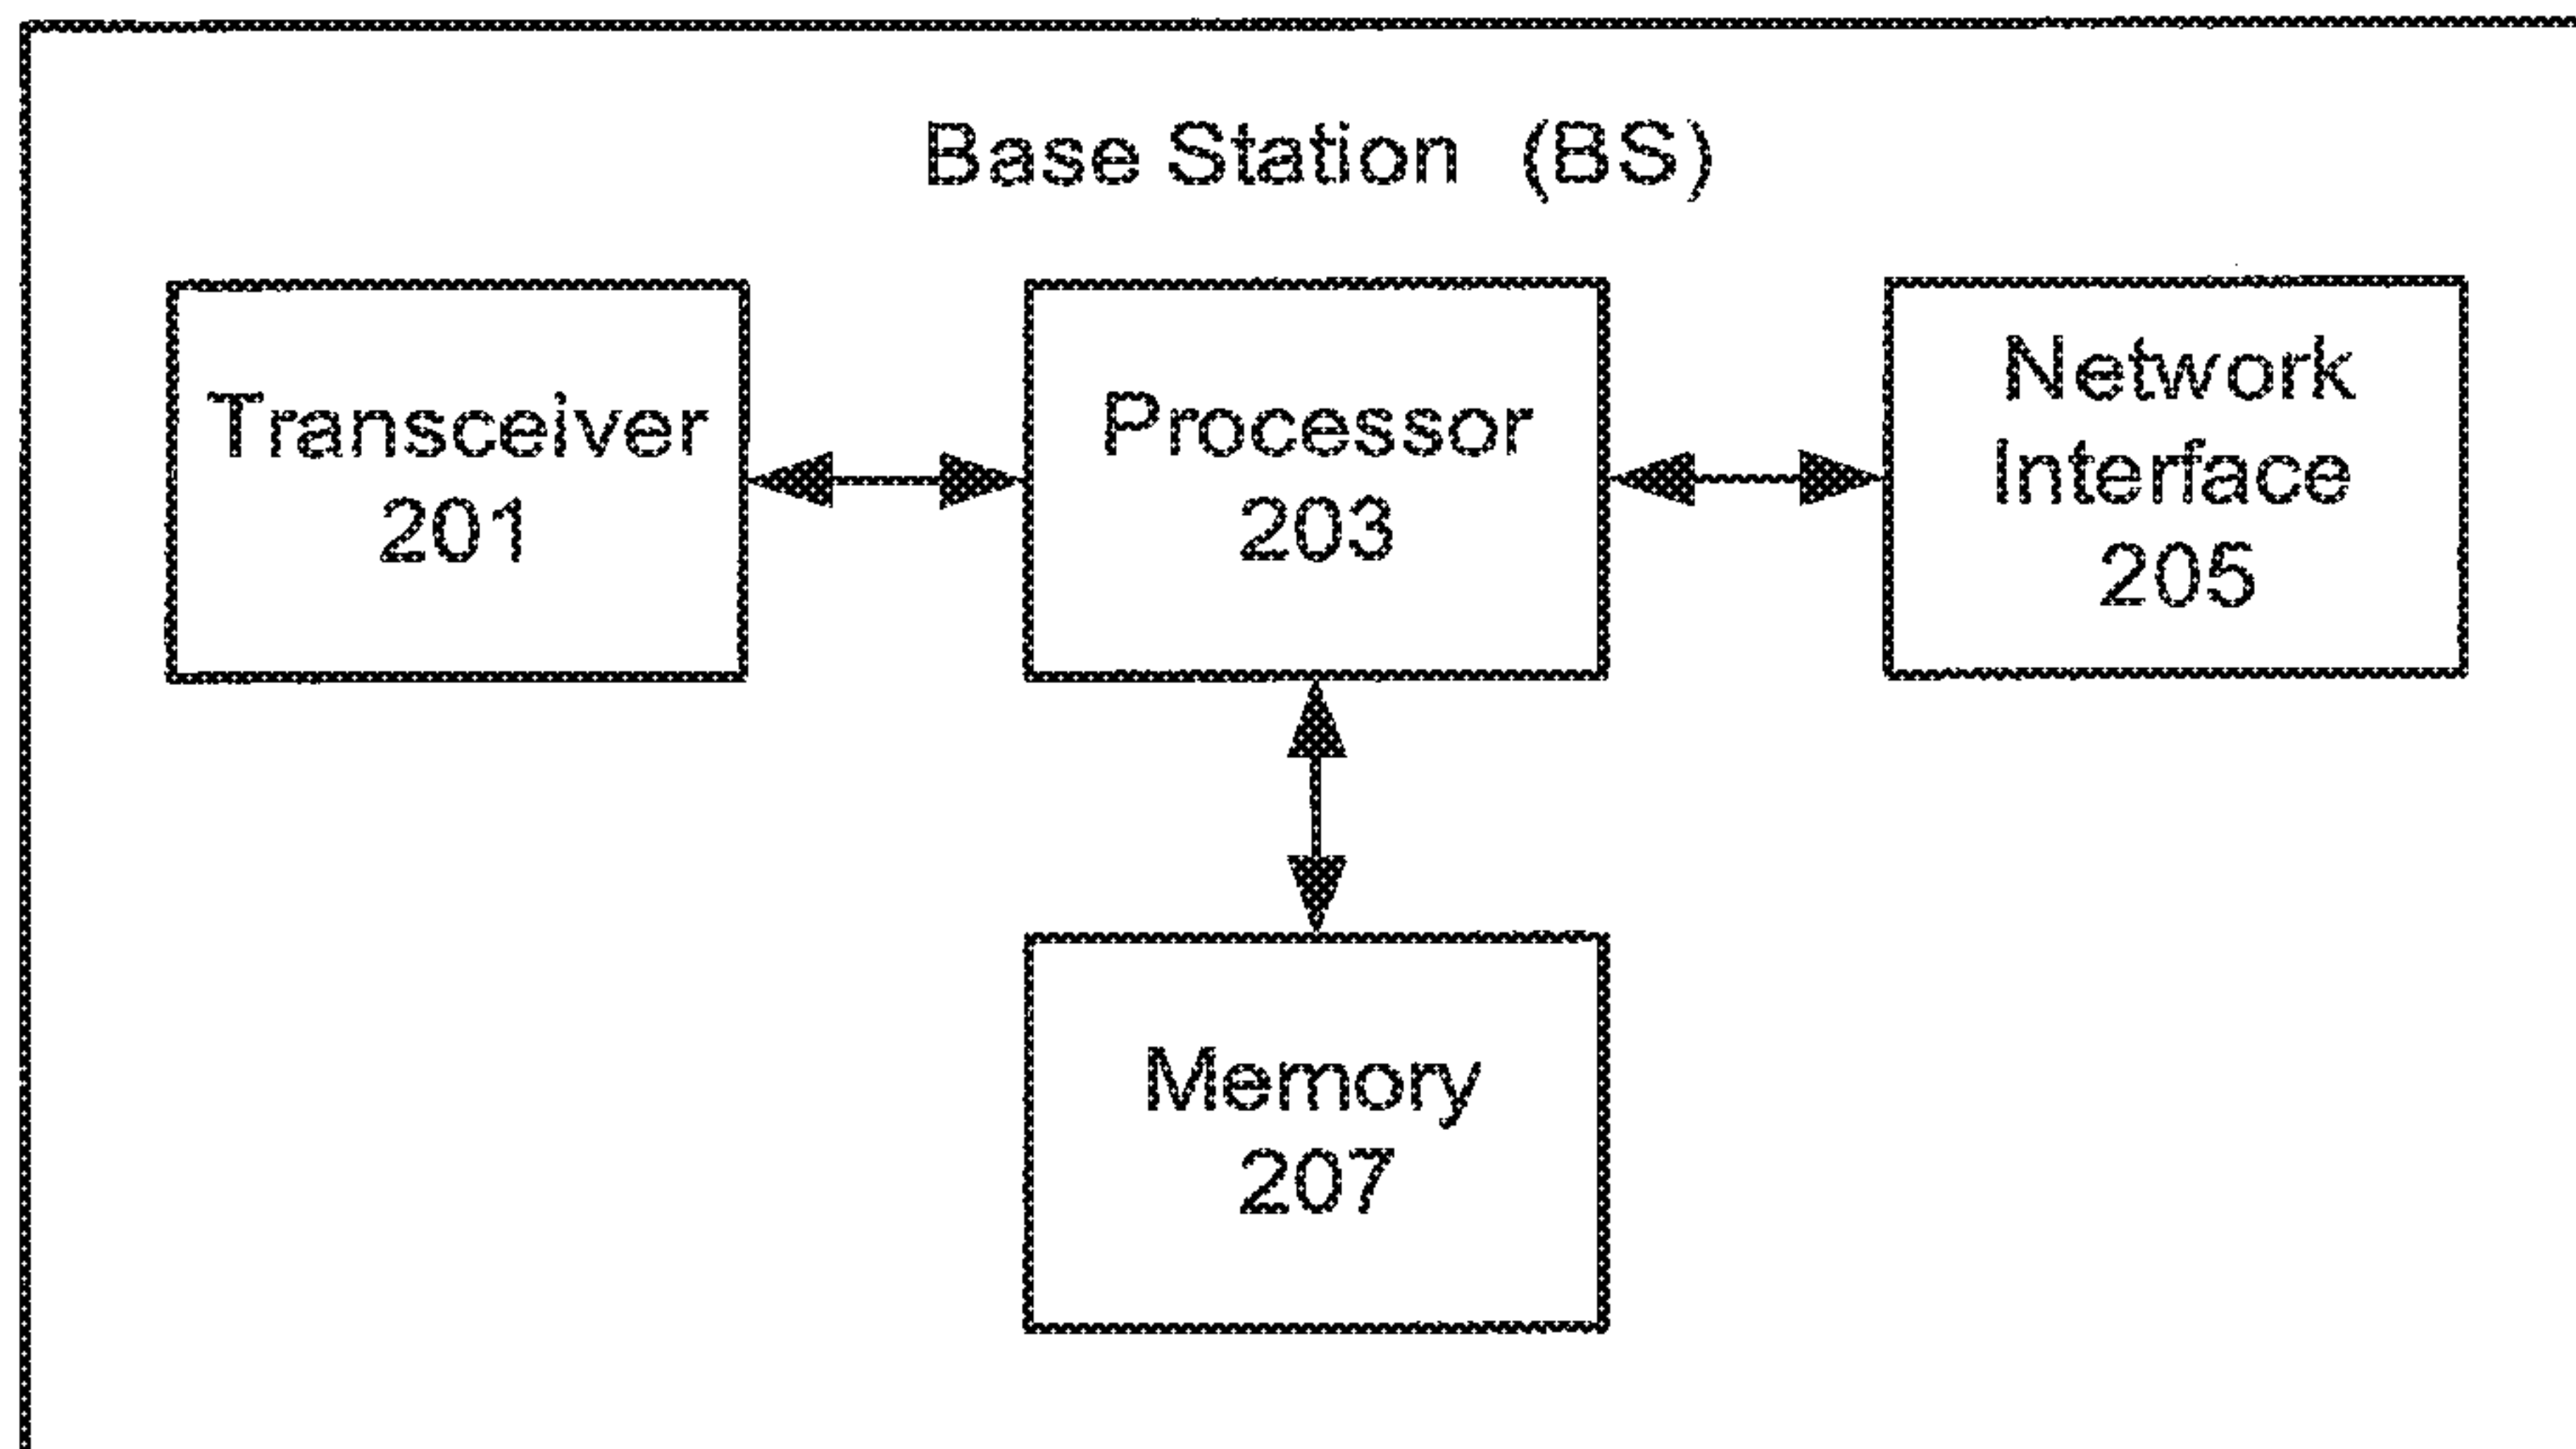 Base Station (BS)
Transceiver
201
Processor
203
Network
Interface
205
Memory
207